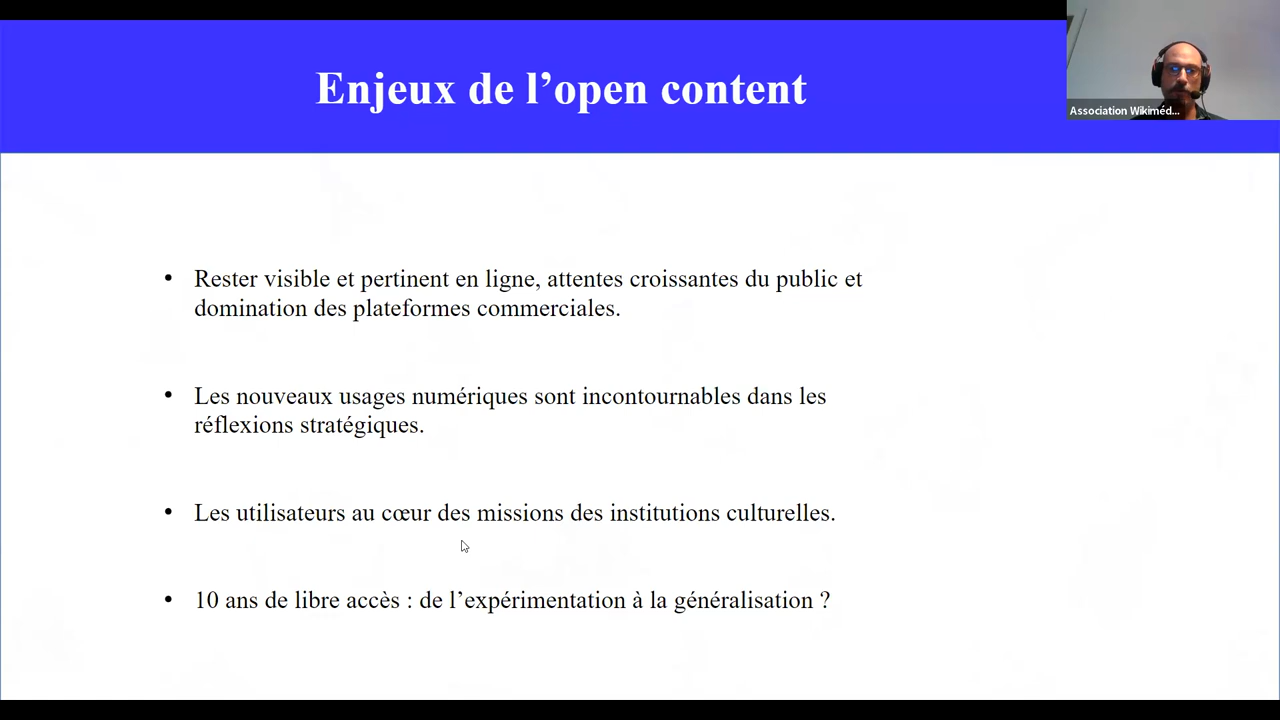 Enjeux de l’open content
Association Wikiméd...
• Rester visible et pertinent en ligne, attentes croissantes du public et
domination des plateformes commerciales.
• Les nouveaux usages numériques sont incontournables dans les
réflexions stratégiques.
• Les utilisateurs au cœur des missions des institutions culturelles.
• 10 ans de libre accès : de l’expérimentation à la généralisation ?